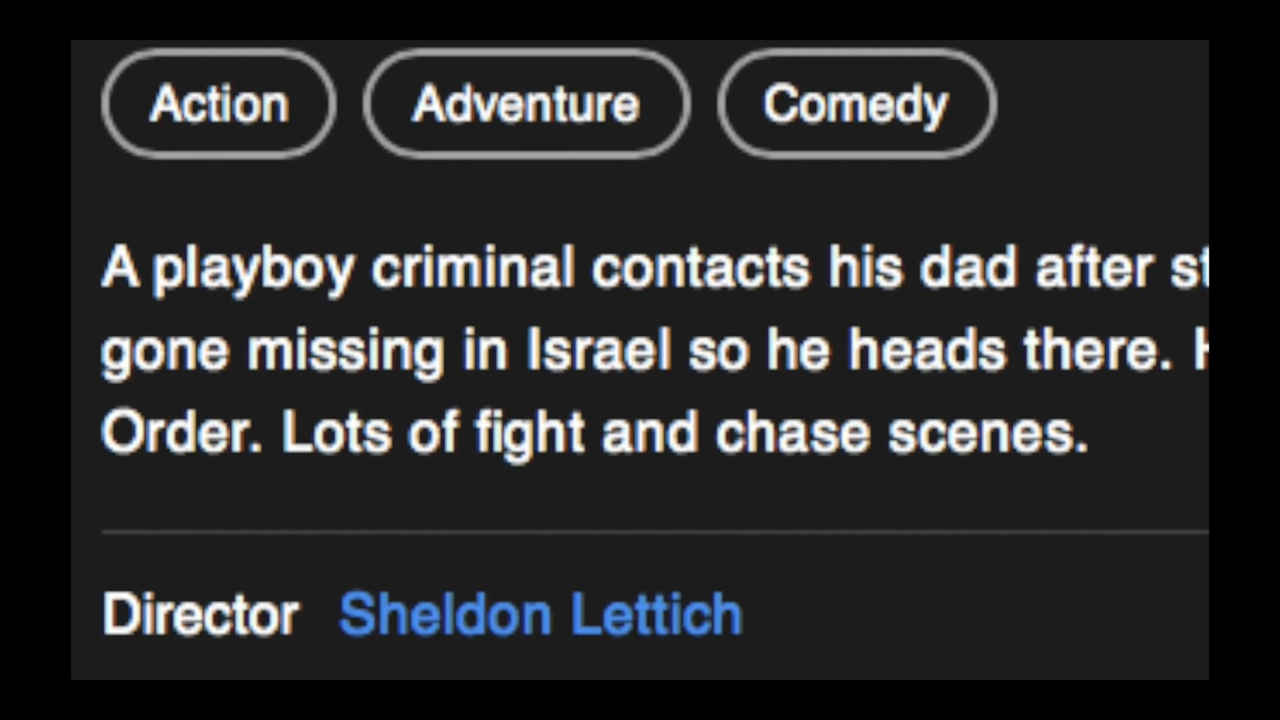 Action Adventure Comedy
A playboy criminal contacts his dad after
gone missing in Israel so he heads there.
Order. Lots of fight and chase scenes.
Director Sheldon Lettich